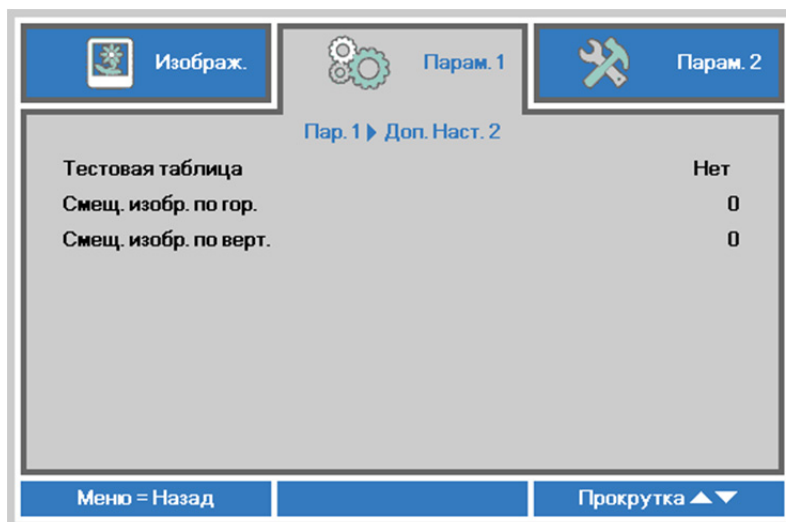 Изображ.
Парам. 1
Парам. 2
Пар. 1 ▶ Доп. Наст. 2
Тестовая таблица Нет
Смещ. изобр. по гор. 0
Смещ. изобр. по верт. 0
Меню = Назад
Прокрутка ▲▼